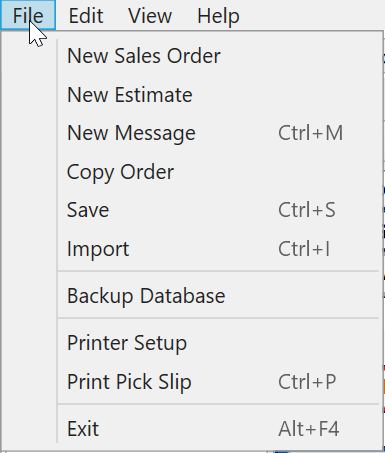 File Edit View Help
New Sales Order
New Estimate
New Message Ctrl+M
Copy Order
Save Ctrl+S
Import Ctrl+I
Backup Database
Printer Setup
Print Pick Slip Ctrl+P
Exit Alt+F4